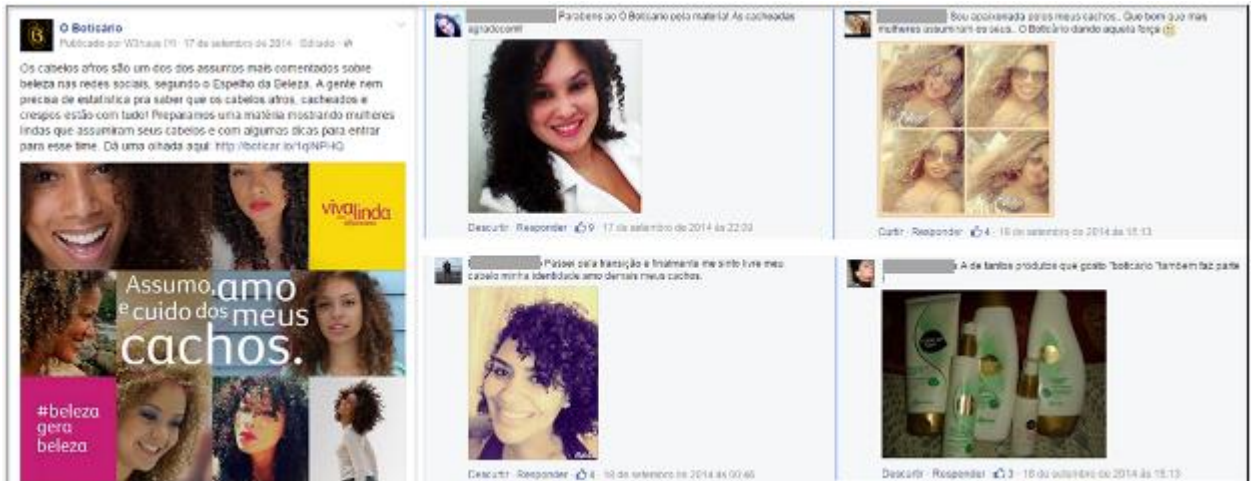 O Boticário
Publicado por W3haus [?] · 17 de setembro de 2014 · Editado ·
Os cabelos afros são um dos dos assuntos mais comentados sobre
beleza nas redes sociais, segundo o Espelho da Beleza. A gente nem
precisa de estatística pra saber que os cabelos afros, cacheados e
crespos estão com tudo! Preparamos uma matéria mostrando mulheres
lindas que assumiram seus cabelos e com algumas dicas para entrar
para esse time. Dá uma olhada aqui: http://boticar.io/1qlNPHQ
viva linda
Assumo, amo
e cuido dos meus
cachos.
#beleza
gera
beleza
Parabens ao O Boticário pela materia! As cacheadas
agradecem!
Descurtir · Responder · 9 · 17 de setembro de 2014 às
Sou apaixonada pelos meus cachos.. Que bom que mas
mulheres assumiram os seus.. O Boticário dando aquela força
Curtir · Responder · 4 · 18 de setembro de 2014 às 15:13
Passei pela transição e finalmente me sinto livre meu
cabelo minha identidade amo demais meus cachos.
Descurtir · Responder · 4 · 18 de setembro de 2014 às
A de tantos produtos que gosto "boticario "tambem faz parte
Descurtir · Responder · 3 · 18 de setembro de 2014 às 15:13